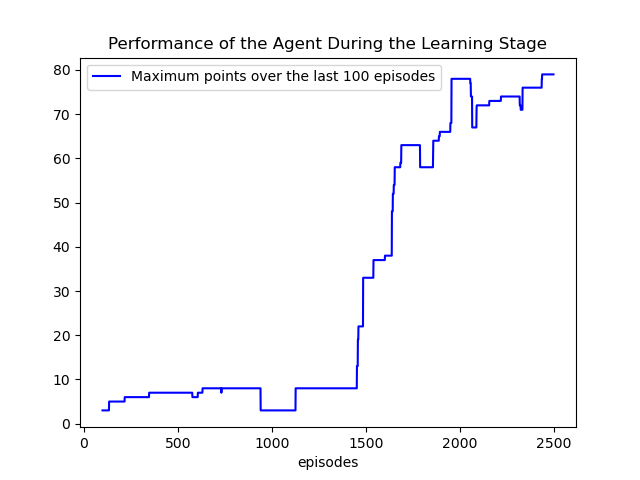 Performance of the Agent During the Learning Stage
Maximum points over the last 100 episodes
80
70
60
50
40
30
20
10
0
0 500 1000 1500 2000 2500
episodes